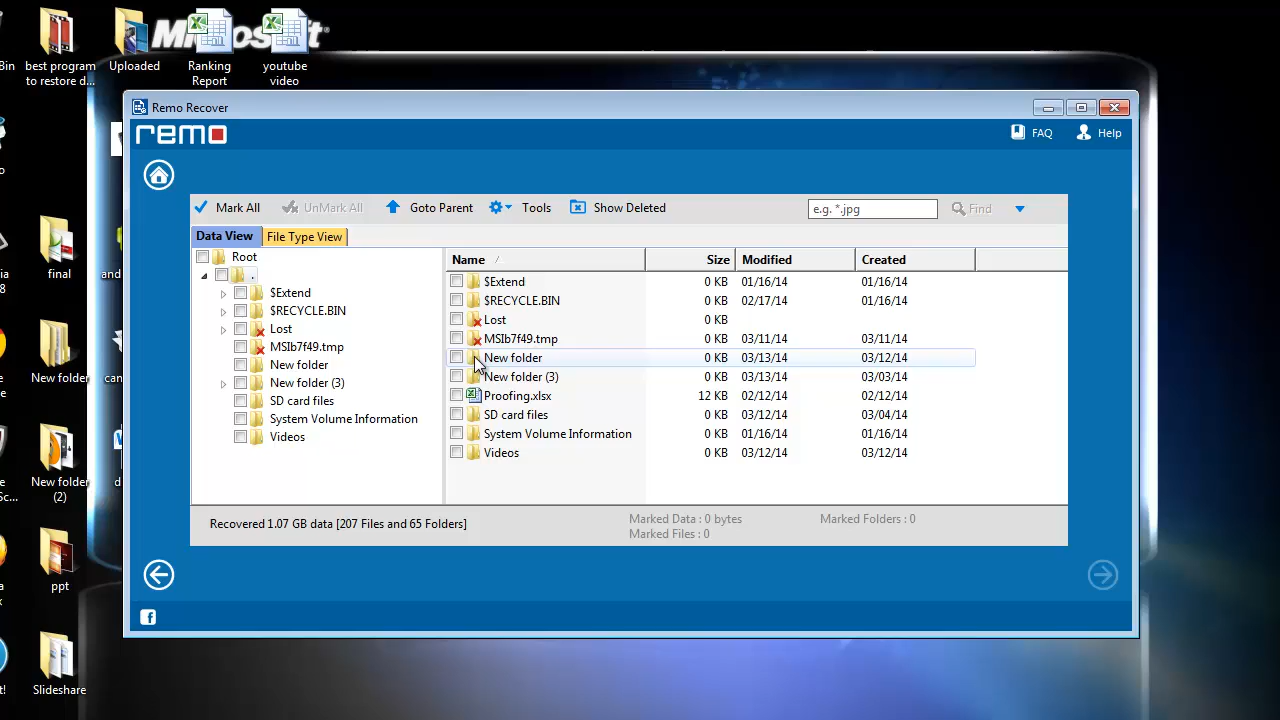 Bin
best program
to restore d...
Uploaded
Ranking
Report
youtube
video
Microsoft
final
and
8
New folder
can
New folder
(2)
Sc...
d
ppt
x
Slideshare
t!
Remo Recover
remo
FAQ
Help
Mark All
UnMark All
Goto Parent
Tools
Show Deleted
e.g. *.jpg
Find
Data View
File Type View
Root
.
$Extend
$RECYCLE.BIN
Lost
MSIb7f49.tmp
New folder
New folder (3)
SD card files
System Volume Information
Videos
Name Size Modified Created
$Extend 0 KB 01/16/14 01/16/14
$RECYCLE.BIN 0 KB 02/17/14 01/16/14
Lost 0 KB
MSIb7f49.tmp 0 KB 03/11/14 03/11/14
New folder 0 KB 03/13/14 03/12/14
New folder (3) 0 KB 03/13/14 03/03/14
Proofing.xlsx 12 KB 02/12/14 02/12/14
SD card files 0 KB 03/12/14 03/04/14
System Volume Information 0 KB 01/16/14 01/16/14
Videos 0 KB 03/12/14 03/12/14
Recovered 1.07 GB data [207 Files and 65 Folders]
Marked Data : 0 bytes
Marked Files : 0
Marked Folders : 0